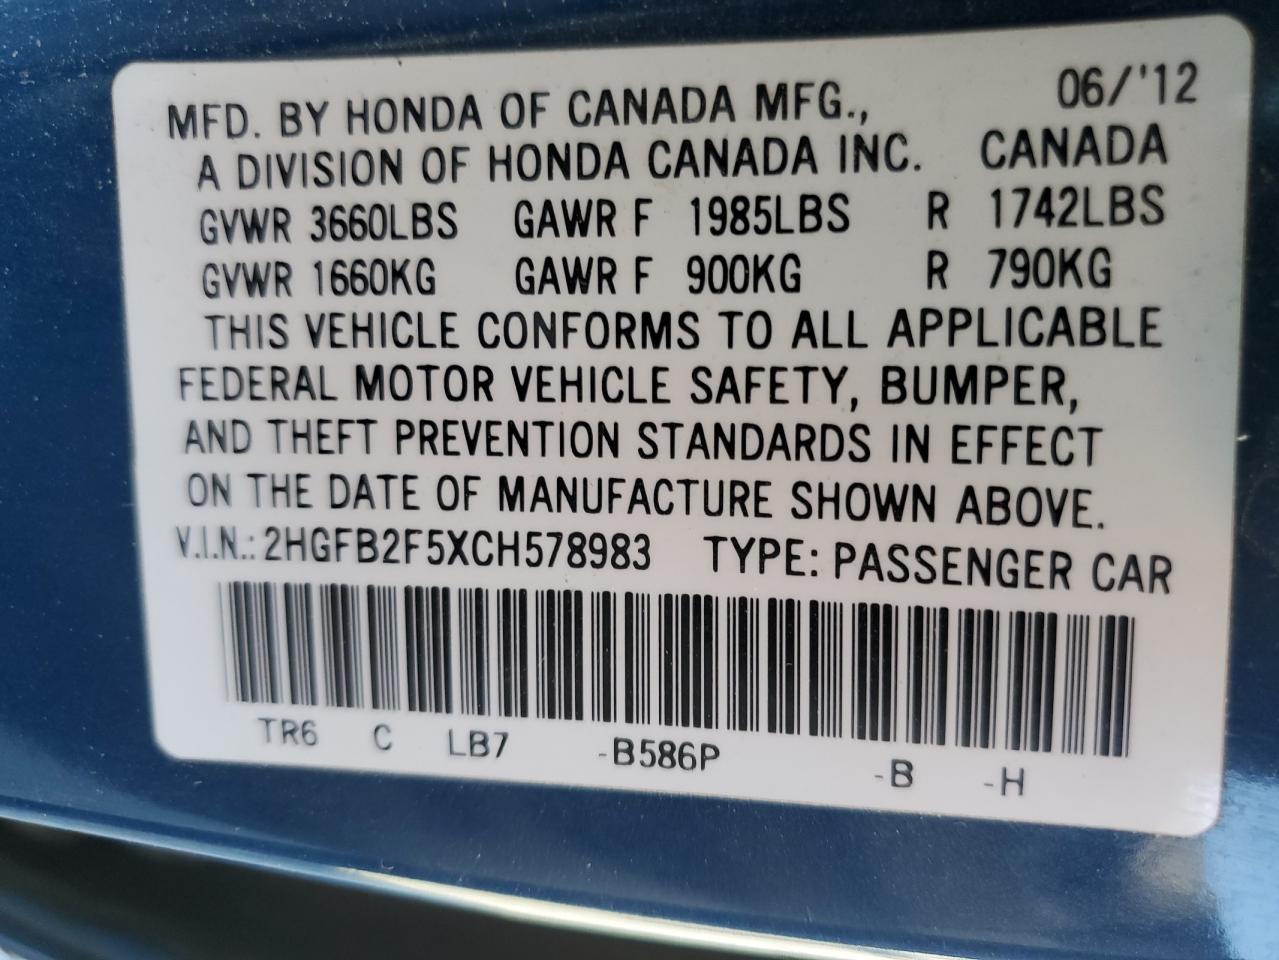 06/'12
MFD. BY HONDA OF CANADA MFG.,
A DIVISION OF HONDA CANADA INC. CANADA
GVWR 3660LBS GAWR F 1985LBS R 1742LBS
GVWR 1660KG GAWR F 900KG R 790KG
THIS VEHICLE CONFORMS TO ALL APPLICABLE
FEDERAL MOTOR VEHICLE SAFETY, BUMPER,
AND THEFT PREVENTION STANDARDS IN EFFECT
ON THE DATE OF MANUFACTURE SHOWN ABOVE.
V.I.N.: 2HGFB2F5XCH578983 TYPE: PASSENGER CAR
TR6 C LB7 -B586P -B -H